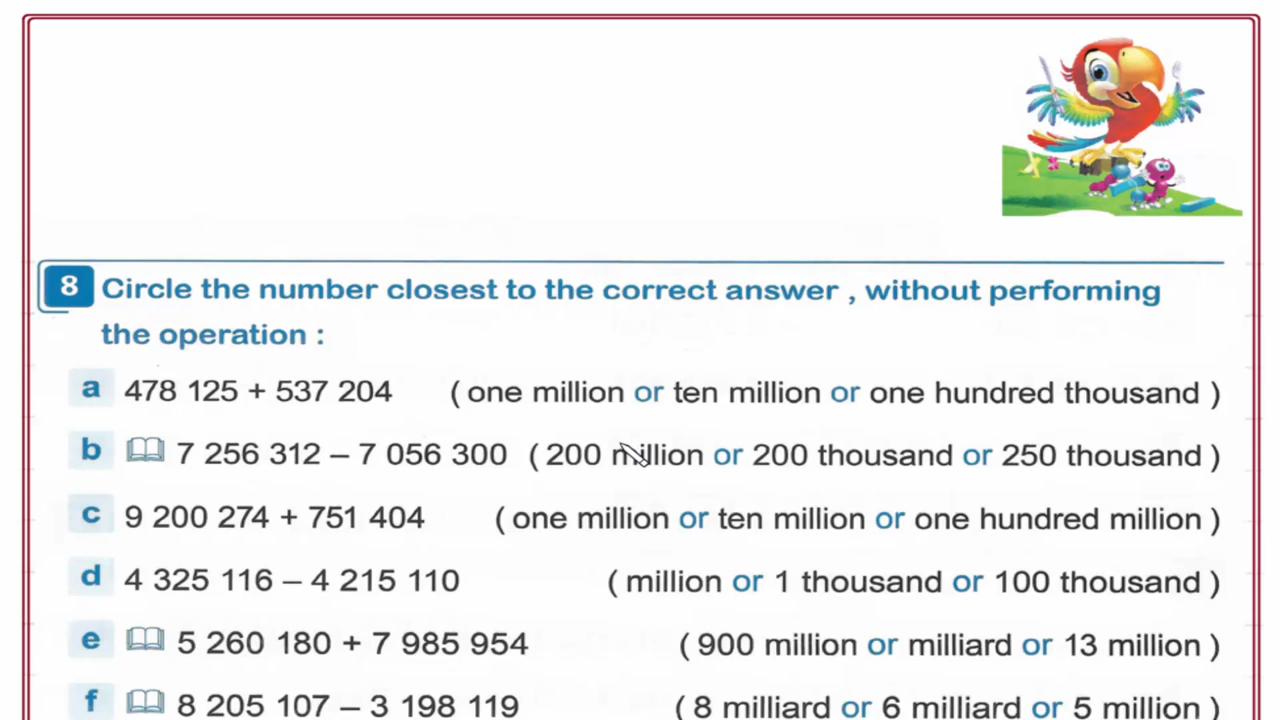 8 Circle the number closest to the correct answer , without performing
the operation :
a 478 125 + 537 204 ( one million or ten million or one hundred thousand )
b 7 256 312 – 7 056 300 ( 200 million or 200 thousand or 250 thousand )
c 9 200 274 + 751 404 ( one million or ten million or one hundred million )
d 4 325 116 – 4 215 110 ( million or 1 thousand or 100 thousand )
e 5 260 180 + 7 985 954 ( 900 million or milliard or 13 million )
f 8 205 107 – 3 198 119 ( 8 milliard or 6 milliard or 5 million )